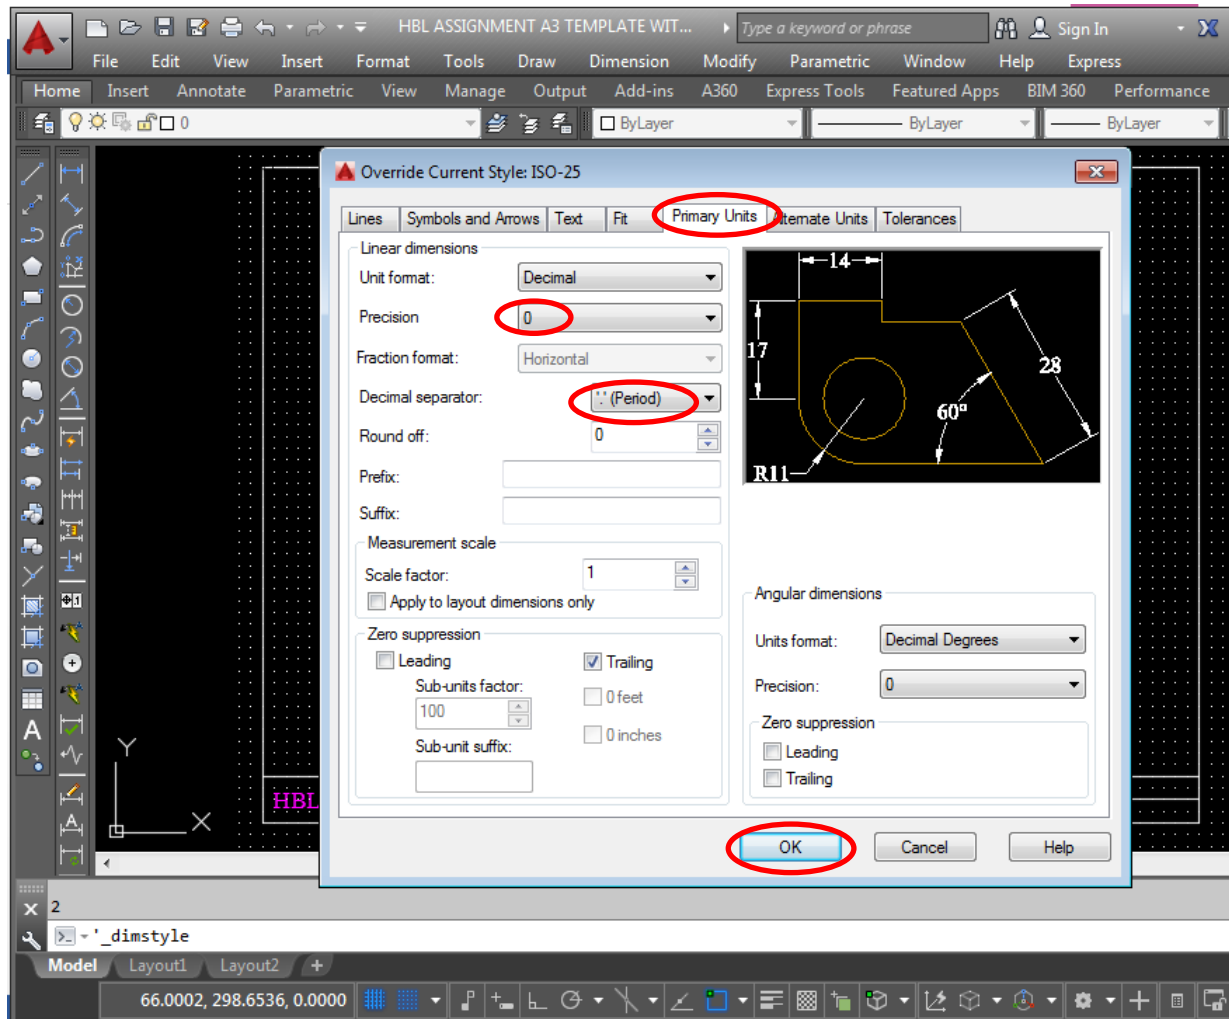 HBL ASSIGNMENT A3 TEMPLATE WIT... Type a keyword or phrase Sign In
File Edit View Insert Format Tools Draw Dimension Modify Parametric Window Help Express
Home Insert Annotate Parametric View Manage Output Add-ins A360 Express Tools Featured Apps BIM 360 Performance
0 ByLayer ByLayer ByLayer
Override Current Style: ISO-25
Lines Symbols and Arrows Text Fit Primary Units Alternate Units Tolerances
Linear dimensions
Unit format: Decimal
Precision 0
Fraction format: Horizontal
Decimal separator: '.' (Period)
Round off: 0
Prefix:
Suffix:
Measurement scale
Scale factor: 1
Apply to layout dimensions only
Zero suppression
Leading Trailing
Sub-units factor: 0 feet
100
Sub-unit suffix: 0 inches
14
17
28
60°
R11
Angular dimensions
Units format: Decimal Degrees
Precision: 0
Zero suppression
Leading
Trailing
OK Cancel Help
A
A
1
Y
X
HBL
2
'_dimstyle
Model Layout1 Layout2 +
66.0002, 298.6536, 0.0000